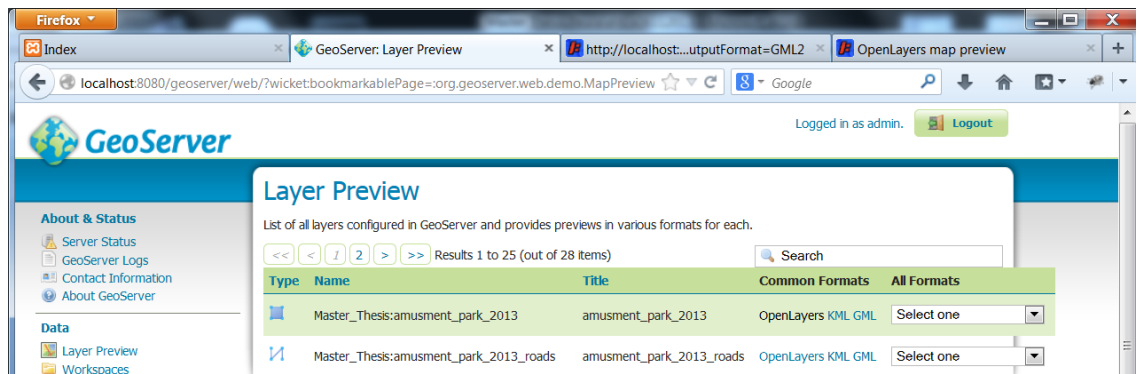 Firefox
Index
GeoServer: Layer Preview
http://localhost:...utputFormat=GML2
OpenLayers map preview
localhost:8080/geoserver/web/?wicket:bookmarkablePage=:org.geoserver.web.demo.MapPreview
Google
GeoServer
Logged in as admin.
Logout
Layer Preview
List of all layers configured in GeoServer and provides previews in various formats for each.
<< < 1 2 > >> Results 1 to 25 (out of 28 items)
Search
Type Name Title Common Formats All Formats
Master_Thesis:amusment_park_2013 amusment_park_2013 OpenLayers KML GML Select one
Master_Thesis:amusment_park_2013_roads amusment_park_2013_roads OpenLayers KML GML Select one
About & Status
Server Status
GeoServer Logs
Contact Information
About GeoServer
Data
Layer Preview
Workspaces